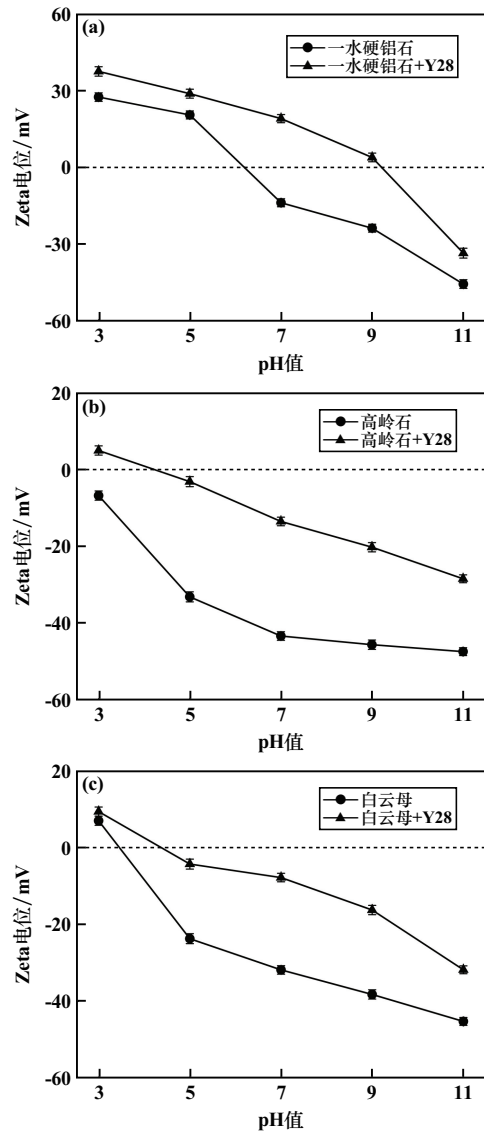 (a)
一水硬铝石
一水硬铝石+Y28
60
30
0
-30
-60
Zeta电位/mV
3 5 7 9 11
pH值
(b)
高岭石
高岭石+Y28
20
0
-20
-40
-60
Zeta电位/mV
3 5 7 9 11
pH值
(c)
白云母
白云母+Y28
20
0
-20
-40
-60
Zeta电位/mV
3 5 7 9 11
pH值